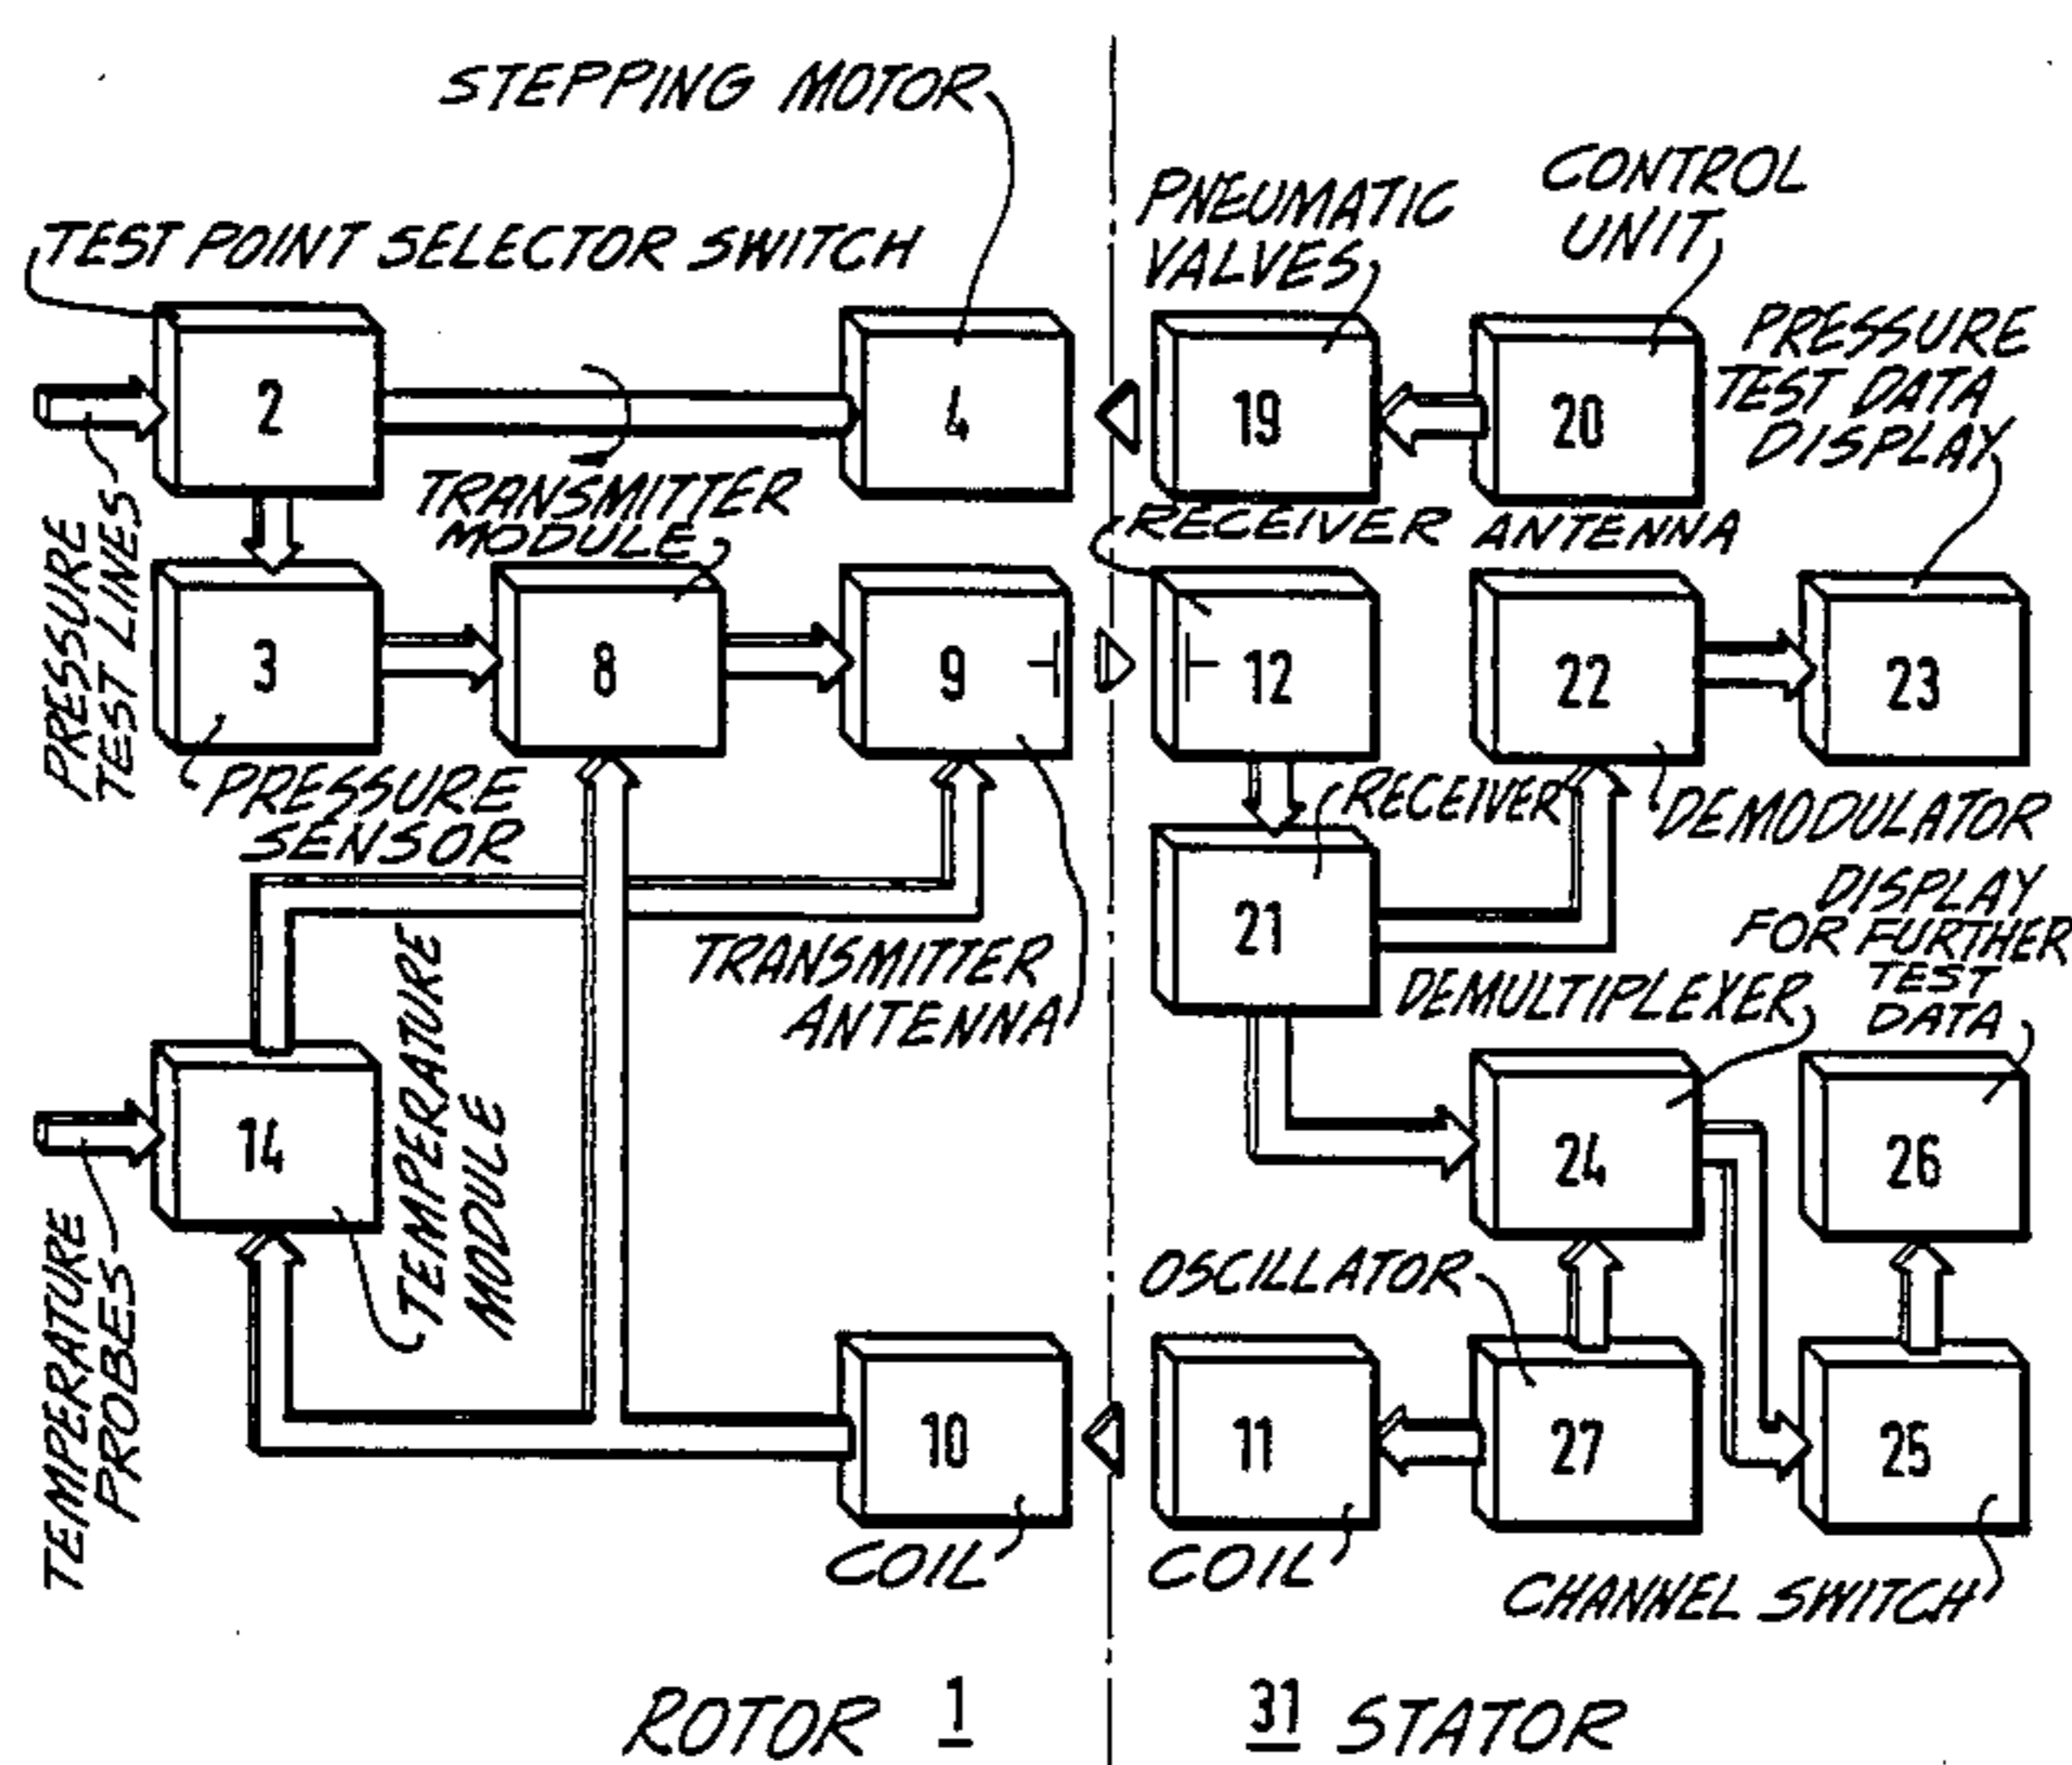 STEPPING MOTOR
TEST POINT SELECTOR SWITCH
PNEUMATIC
VALVES
CONTROL
UNIT
PRESSURE
TEST DATA
DISPLAY
2
4
19
20
PRESSURE
TEST LINES
TRANSMITTER
MODULE
RECEIVER ANTENNA
3
8
9
12
22
23
PRESSURE
SENSOR
RECEIVER
DEMODULATOR
21
TRANSMITTER
ANTENNA
DISPLAY
FOR FURTHER
TEST
DATA
DEMULTIPLEXER
TEMPERATURE
MODULE
14
24
26
TEMPERATURE
PROBES
OSCILLATOR
10
11
27
25
COIL
COIL
CHANNEL SWITCH
ROTOR 1
31 STATOR